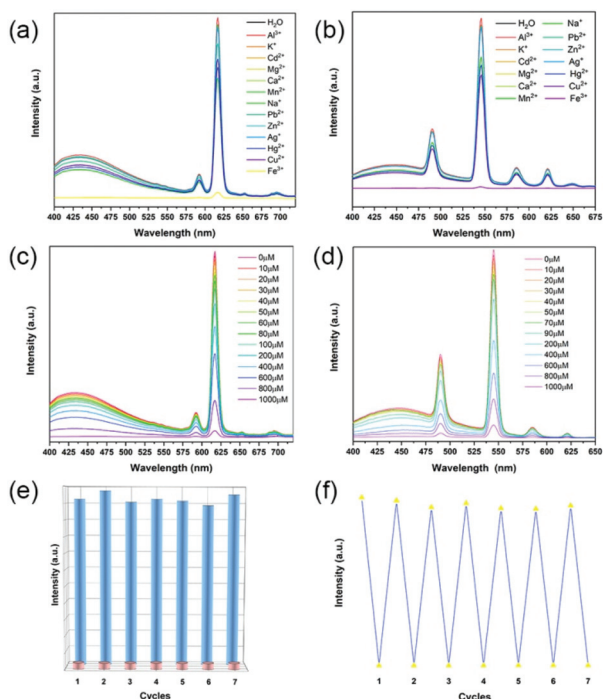 (a)
Intensity (a.u.)
H₂O
Al³⁺
K⁺
Cd²⁺
Mg²⁺
Ca²⁺
Mn²⁺
Na⁺
Pb²⁺
Zn²⁺
Ag⁺
Hg²⁺
Cu²⁺
Fe³⁺
400 425 450 475 500 525 550 575 600 625 650 675 700
Wavelength (nm)
(b)
Intensity (a.u.)
H₂O Na⁺
Al³⁺ Pb²⁺
K⁺ Zn²⁺
Cd²⁺ Ag⁺
Mg²⁺ Hg²⁺
Ca²⁺ Cu²⁺
Mn²⁺ Fe³⁺
400 425 450 475 500 525 550 575 600 625 650 675
Wavelength (nm)
(c)
Intensity (a.u.)
0μM
10μM
20μM
30μM
40μM
50μM
60μM
80μM
100μM
200μM
400μM
600μM
800μM
1000μM
400 425 450 475 500 525 550 575 600 625 650 675 700
Wavelength (nm)
(d)
Intensity (a.u.)
0μM
10μM
20μM
30μM
40μM
50μM
70μM
90μM
200μM
400μM
600μM
800μM
1000μM
400 425 450 475 500 525 550 575 600 625 650
Wavelength (nm)
(e)
Intensity (a.u.)
1 2 3 4 5 6 7
Cycles
(f)
Intensity (a.u.)
1 2 3 4 5 6 7
Cycles